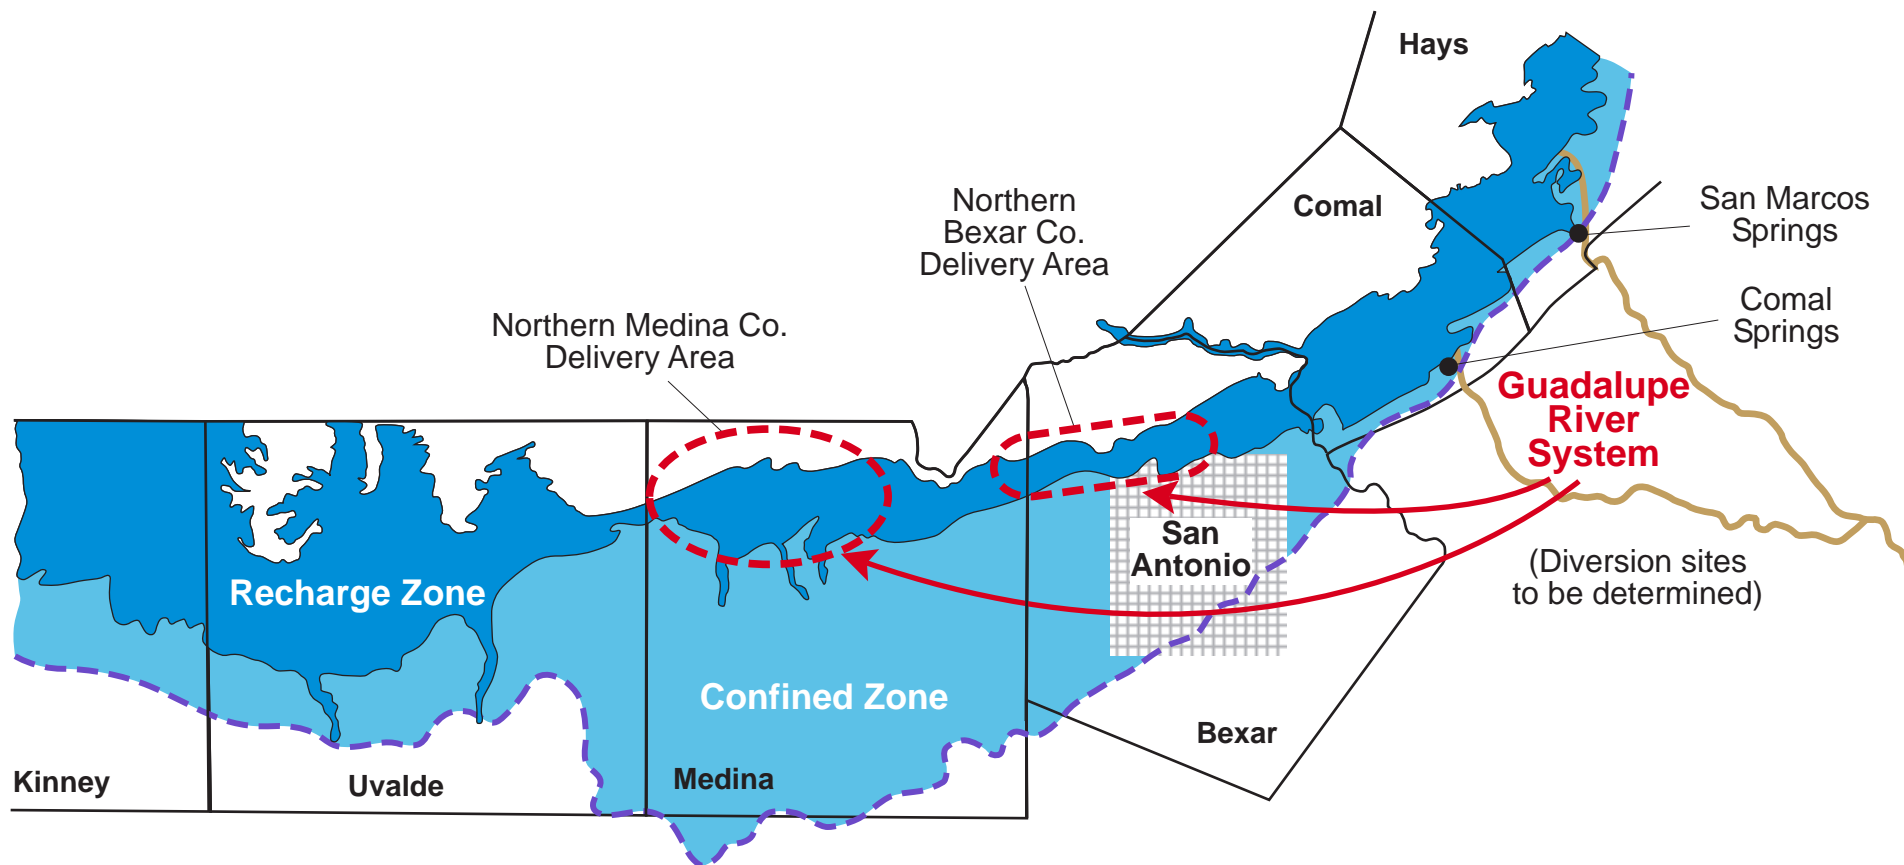 Hays
Northern
Bexar Co.
Delivery Area
Comal
San Marcos
Springs
Comal
Springs
Northern Medina Co.
Delivery Area
Guadalupe
River
System
San
Antonio
(Diversion sites
to be determined)
Recharge Zone
Confined Zone
Bexar
Kinney
Uvalde
Medina